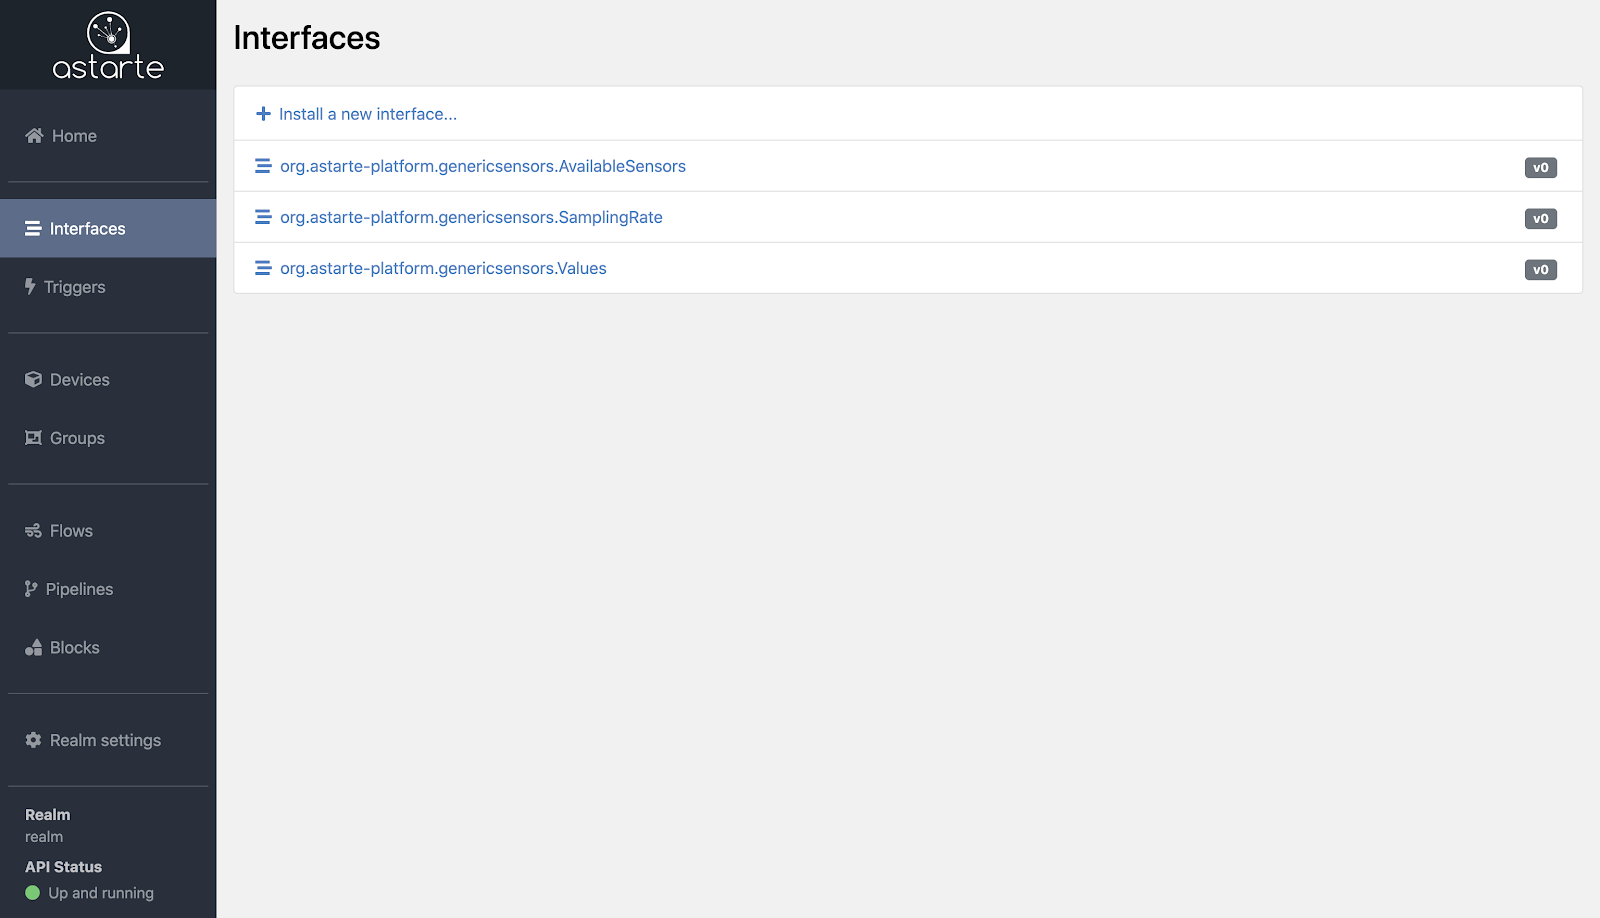 astarte
Home
Interfaces
Triggers
Devices
Groups
Flows
Pipelines
Blocks
Realm settings
Realm
realm
API Status
Up and running
Interfaces
Install a new interface...
org.astarte-platform.genericsensors.AvailableSensors v0
org.astarte-platform.genericsensors.SamplingRate v0
org.astarte-platform.genericsensors.Values v0